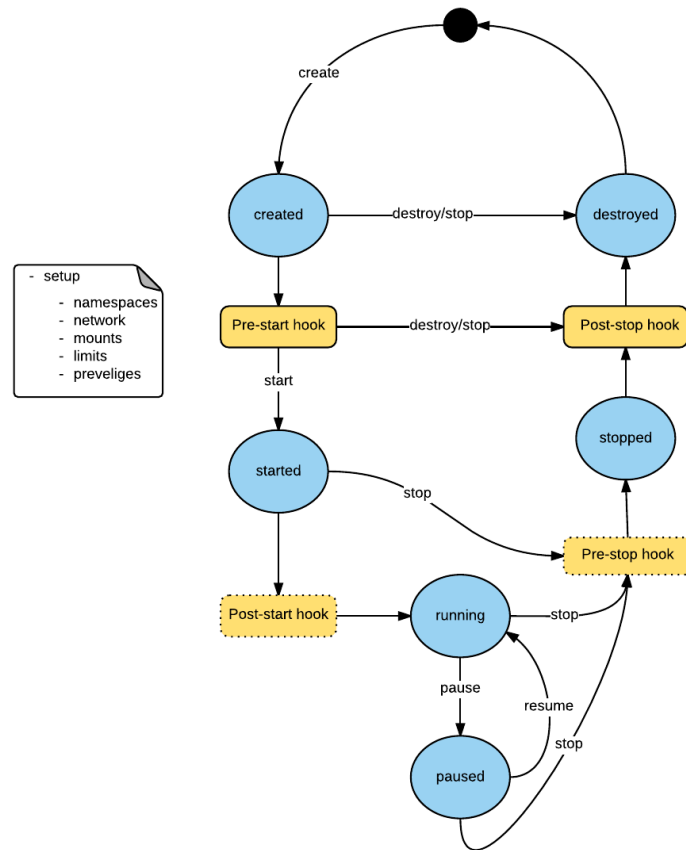 create
created
destroy/stop
destroyed
- setup
- namespaces
- network
- mounts
- limits
- preveliges
Pre-start hook
destroy/stop
Post-stop hook
start
started
stop
stopped
Pre-stop hook
Post-start hook
running
stop
pause
resume
stop
paused